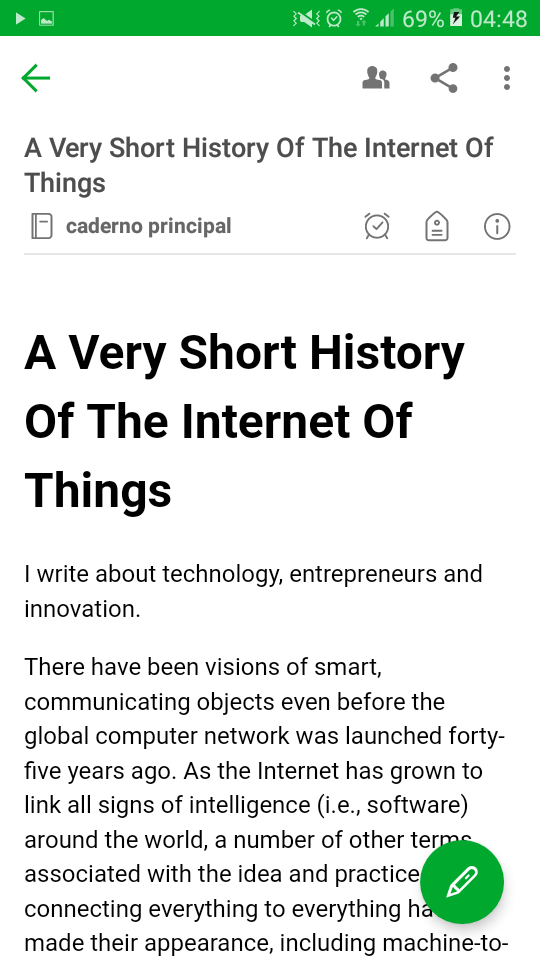 69% 04:48
A Very Short History Of The Internet Of
Things
caderno principal
A Very Short History
Of The Internet Of
Things
I write about technology, entrepreneurs and
innovation.
There have been visions of smart,
communicating objects even before the
global computer network was launched forty-
five years ago. As the Internet has grown to
link all signs of intelligence (i.e., software)
around the world, a number of other terms
associated with the idea and practice
connecting everything to everything
made their appearance, including machine-to-